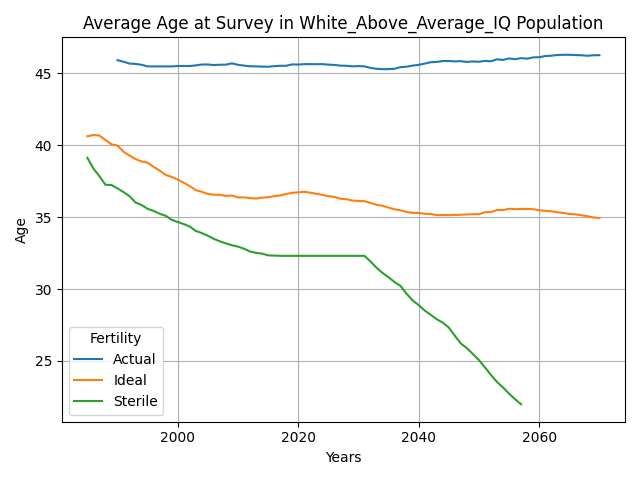 Average Age at Survey in White_Above_Average_IQ Population
45
40
35
30
25
Age
Fertility
Actual
Ideal
Sterile
2000
2020
2040
2060
Years